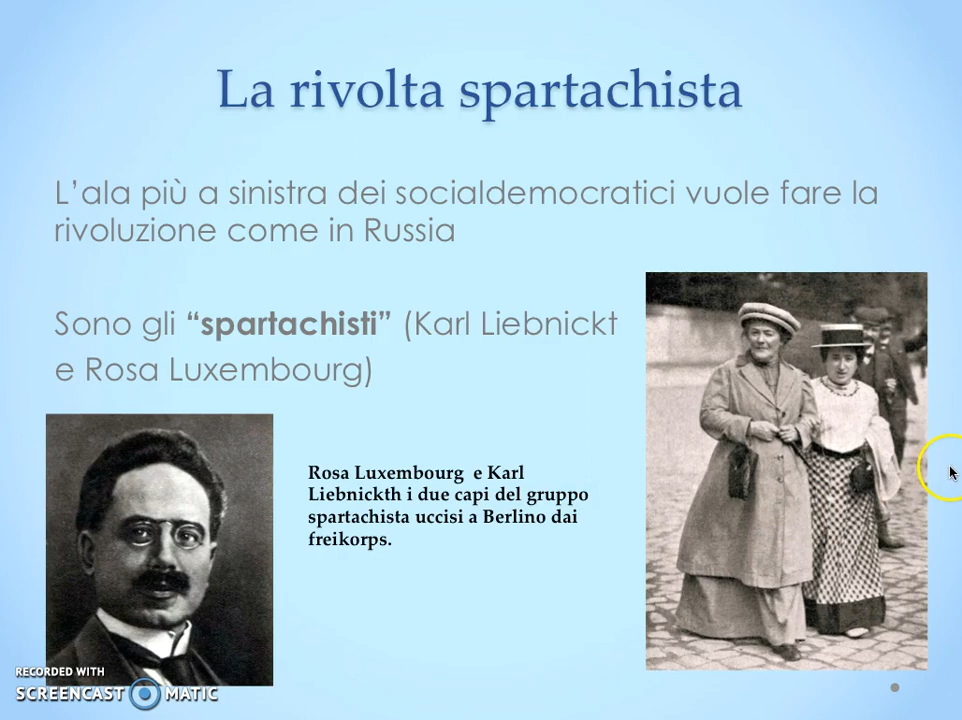 La rivolta spartachista
L’ala più a sinistra dei socialdemocratici vuole fare la
rivoluzione come in Russia
Sono gli “spartachisti” (Karl Liebnickt
e Rosa Luxembourg)
Rosa Luxembourg e Karl
Liebnickth i due capi del gruppo
spartachista uccisi a Berlino dai
freikorps.
RECORDED WITH
SCREENCAST MATIC